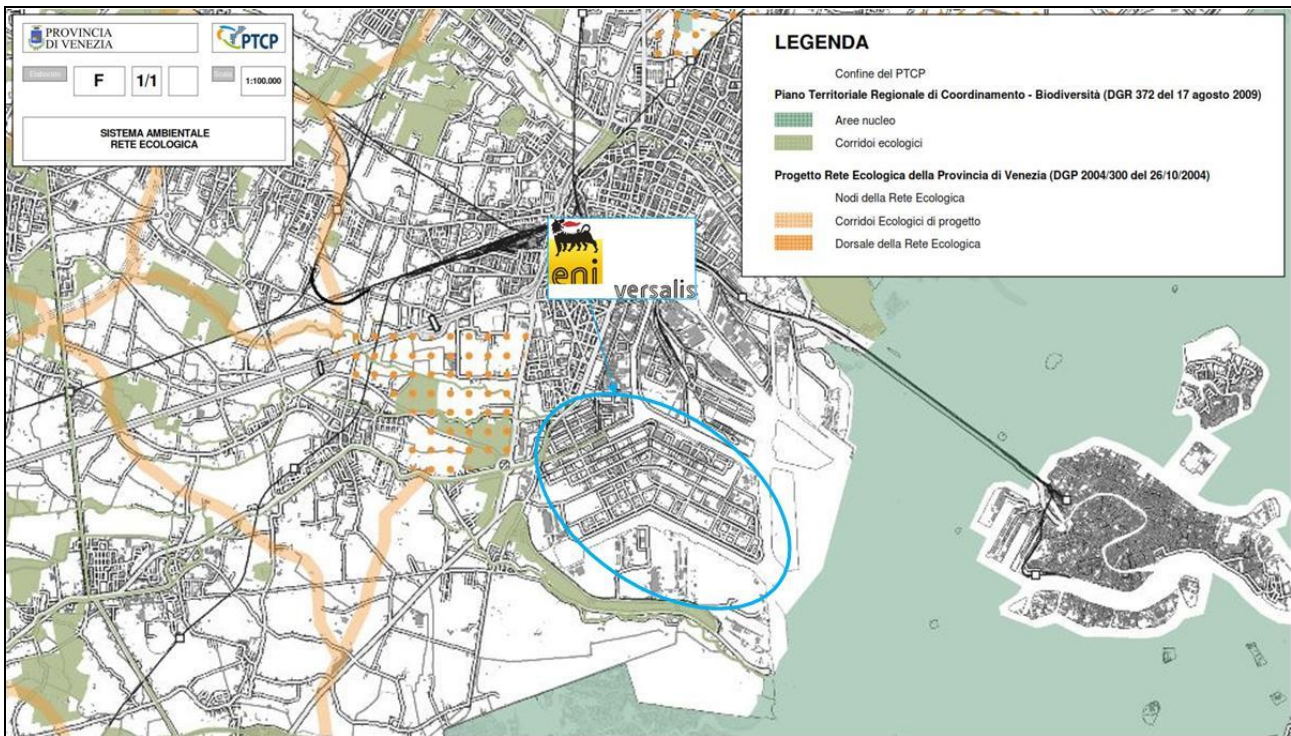 PROVINCIA
DI VENEZIA
PTCP
Elaborato
F
1/1
Scala
1:100.000
SISTEMA AMBIENTALE
RETE ECOLOGICA
LEGENDA
Confine del PTCP
Piano Territoriale Regionale di Coordinamento - Biodiversità (DGR 372 del 17 agosto 2009)
Aree nucleo
Corridoi ecologici
Progetto Rete Ecologica della Provincia di Venezia (DGP 2004/300 del 26/10/2004)
Nodi della Rete Ecologica
Corridoi Ecologici di progetto
Dorsale della Rete Ecologica
eni
versalis